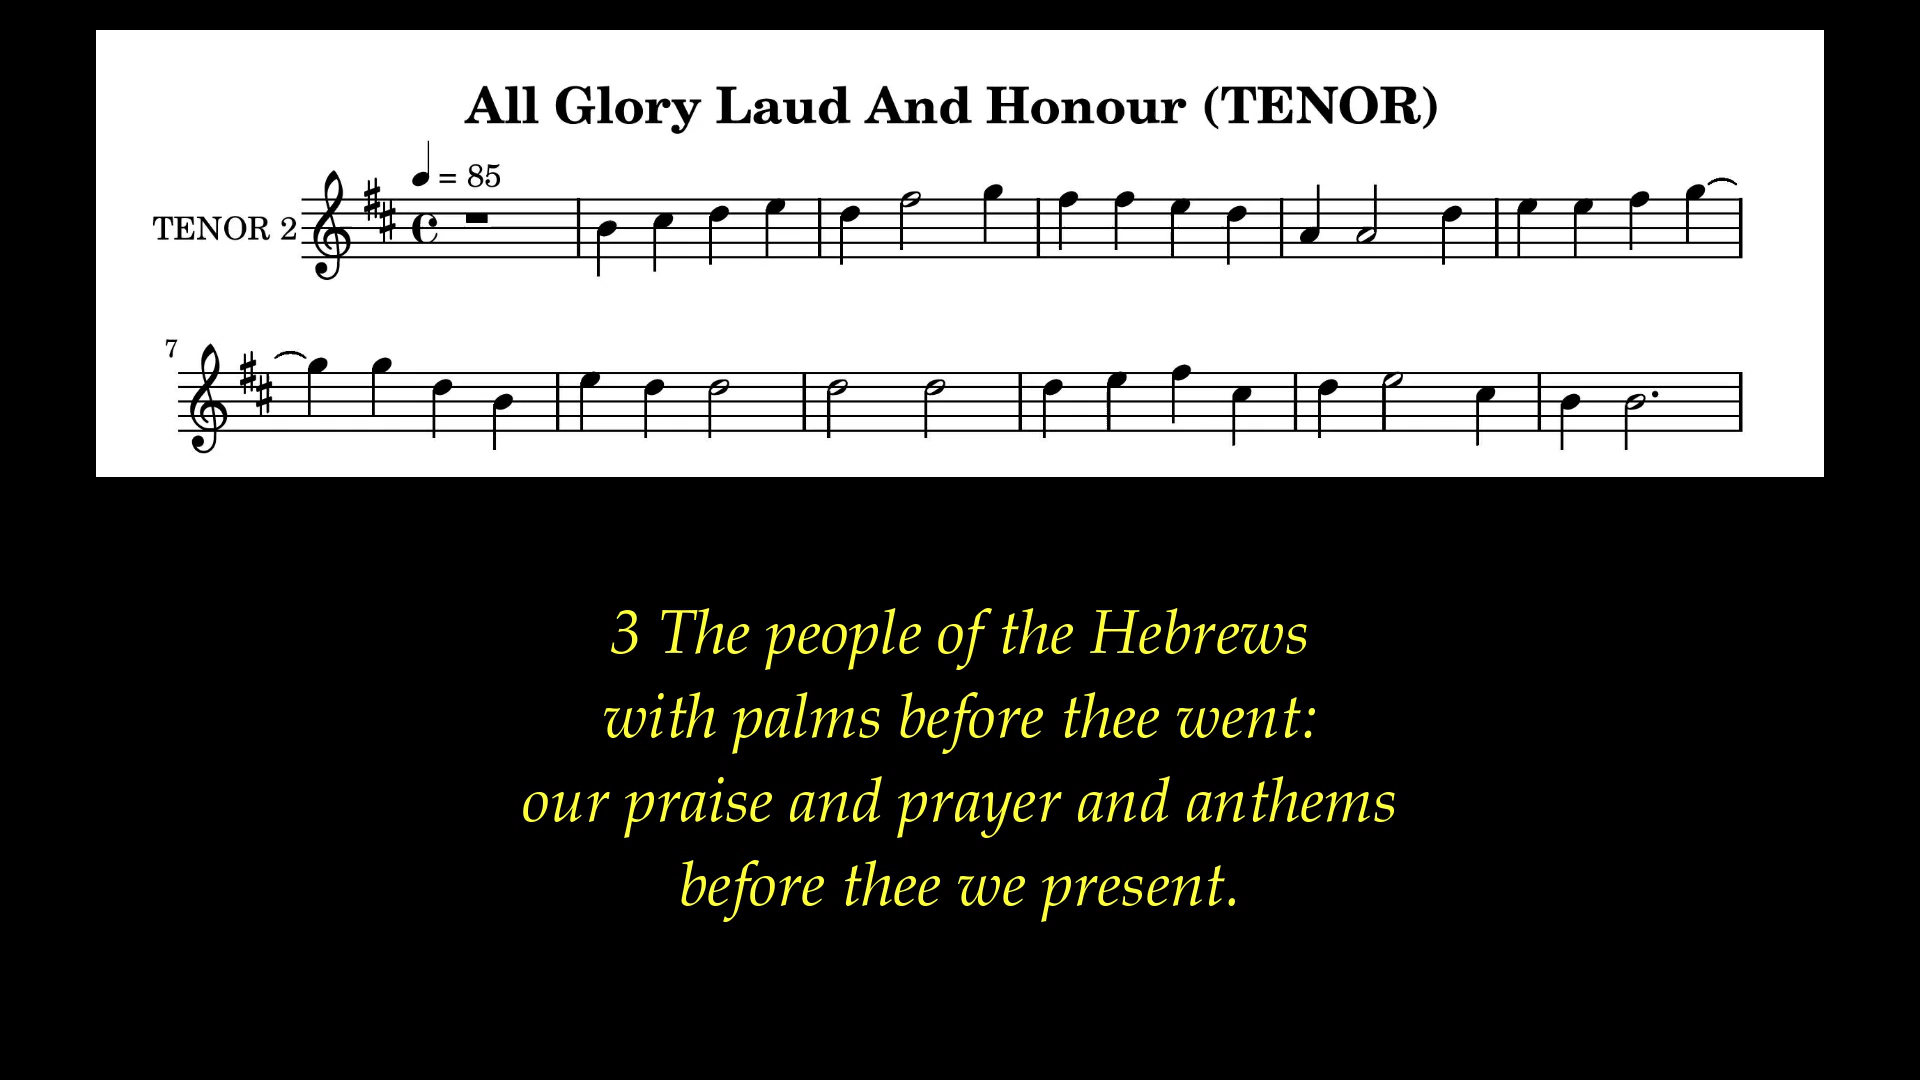 All Glory Laud And Honour (TENOR)
= 85
TENOR 2
7
3 The people of the Hebrews
with palms before thee went:
our praise and prayer and anthems
before thee we present.